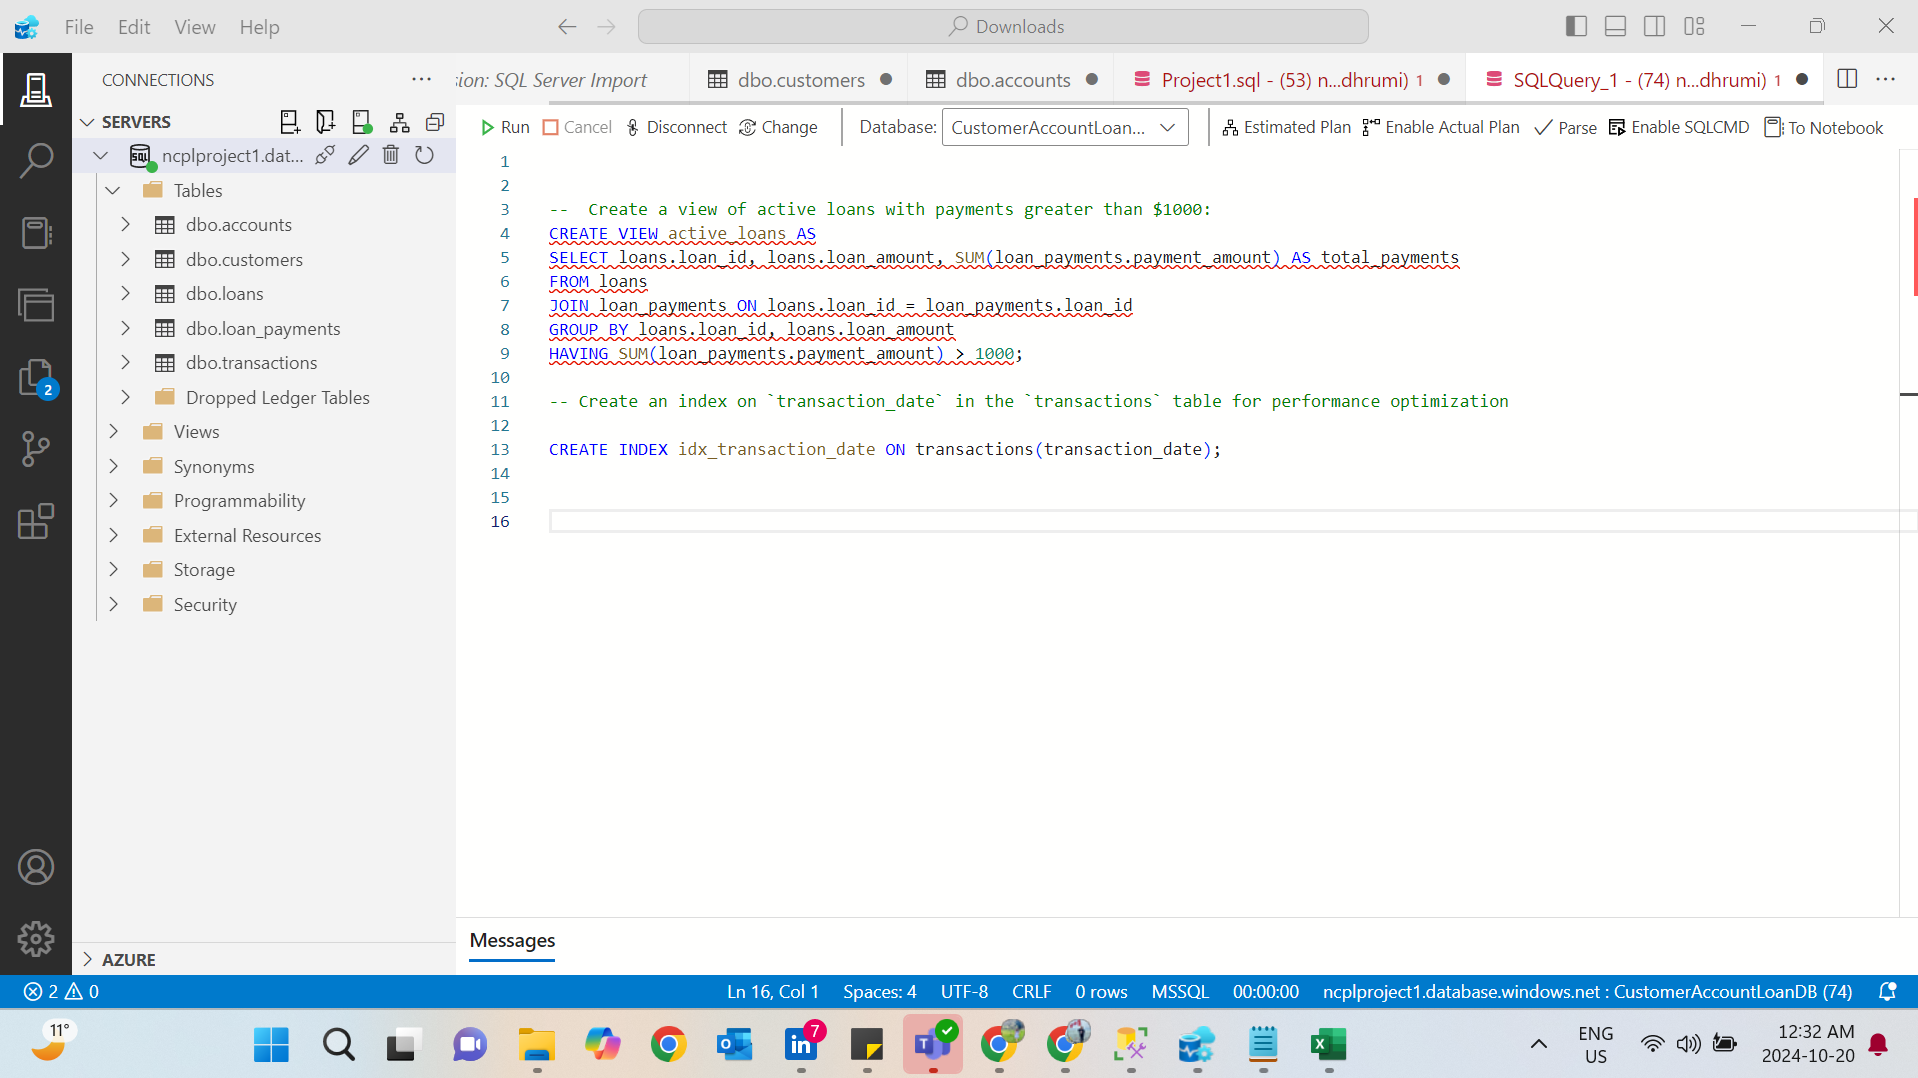 File Edit View Help
Downloads
CONNECTIONS
sion: SQL Server Import
dbo.customers
dbo.accounts
Project1.sql - (53) n...dhrumi) 1
SQLQuery_1 - (74) n...dhrumi) 1
SERVERS
Run Cancel Disconnect Change Database: CustomerAccountLoan... Estimated Plan Enable Actual Plan Parse Enable SQLCMD To Notebook
ncplproject1.dat...
Tables
dbo.accounts
dbo.customers
dbo.loans
dbo.loan_payments
dbo.transactions
Dropped Ledger Tables
Views
Synonyms
Programmability
External Resources
Storage
Security
2
AZURE
1
2
3 --  Create a view of active loans with payments greater than $1000:
4 CREATE VIEW active_loans AS
5 SELECT loans.loan_id, loans.loan_amount, SUM(loan_payments.payment_amount) AS total_payments
6 FROM loans
7 JOIN loan_payments ON loans.loan_id = loan_payments.loan_id
8 GROUP BY loans.loan_id, loans.loan_amount
9 HAVING SUM(loan_payments.payment_amount) > 1000;
10
11 -- Create an index on `transaction_date` in the `transactions` table for performance optimization
12
13 CREATE INDEX idx_transaction_date ON transactions(transaction_date);
14
15
16
Messages
2 0 Ln 16, Col 1 Spaces: 4 UTF-8 CRLF 0 rows MSSQL 00:00:00 ncplproject1.database.windows.net : CustomerAccountLoanDB (74)
11°
7
ENG
US
12:32 AM
2024-10-20